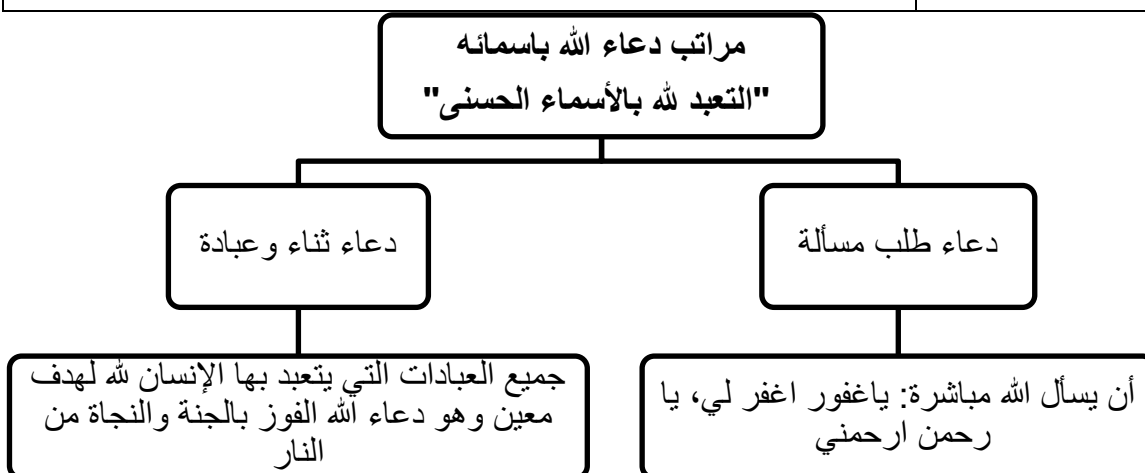 مراتب دعاء الله باسمائه
"التعبد لله بالأسماء الحسنى"
دعاء طلب مسألة
دعاء ثناء وعبادة
أن يسأل الله مباشرة: ياغفور اغفر لي، يا
رحمن ارحمني
جميع العبادات التي يتعبد بها الإنسان لله لهدف
معين وهو دعاء الله الفوز بالجنة والنجاة من
النار